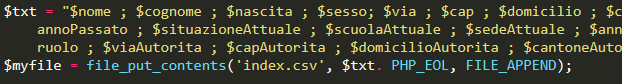 $txt = "$nome ; $cognome ; $nascita ; $sesso; $via ; $cap ; $domicilio ; $c
annoPassato ; $situazioneAttuale ; $scuolaAttuale ; $sedeAttuale ; $ann
ruolo ; $viaAutorita ; $capAutorita ; $domicilioAutorita ; $cantoneAuto
$myfile = file_put_contents('index.csv', $txt. PHP_EOL, FILE_APPEND);